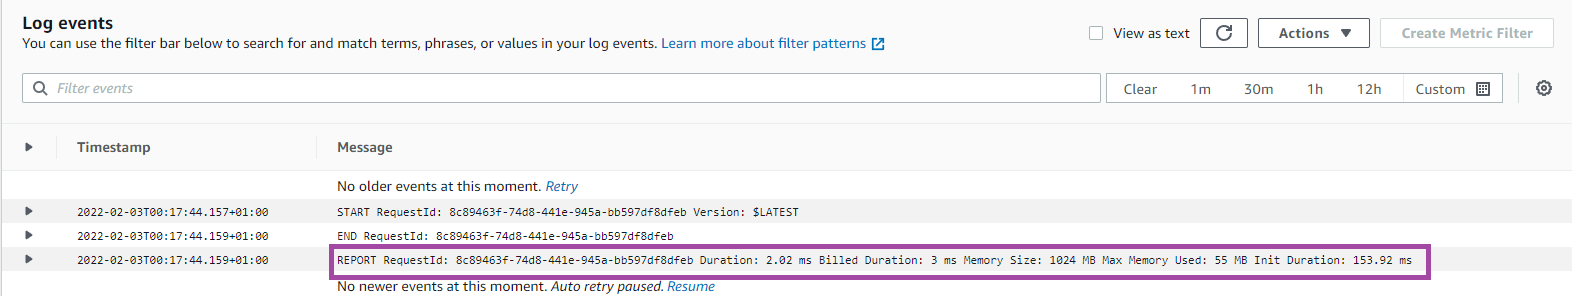 Log events
You can use the filter bar below to search for and match terms, phrases, or values in your log events. Learn more about filter patterns
View as text
Actions
Create Metric Filter
Filter events
Clear 1m 30m 1h 12h Custom
Timestamp Message
No older events at this moment. Retry
2022-02-03T00:17:44.157+01:00 START RequestId: 8c89463f-74d8-441e-945a-bb597df8dfeb Version: $LATEST
2022-02-03T00:17:44.159+01:00 END RequestId: 8c89463f-74d8-441e-945a-bb597df8dfeb
2022-02-03T00:17:44.159+01:00 REPORT RequestId: 8c89463f-74d8-441e-945a-bb597df8dfeb Duration: 2.02 ms Billed Duration: 3 ms Memory Size: 1024 MB Max Memory Used: 55 MB Init Duration: 153.92 ms
No newer events at this moment. Auto retry paused. Resume